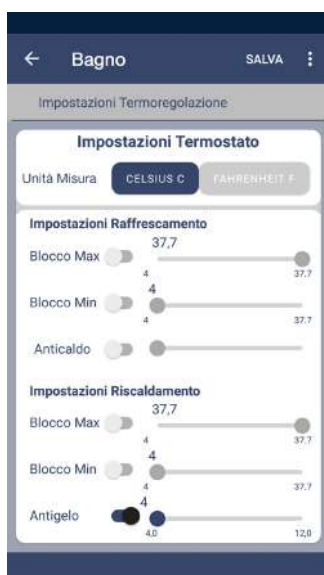 Bagno SALVA
Impostazioni Termoregolazione
Impostazioni Termostato
Unità Misura CELSIUS C FAHRENHEIT F
Impostazioni Raffrescamento
37,7
Blocco Max
4 37.7
4
Blocco Min
4 37.7
Anticaldo
Impostazioni Riscaldamento
37,7
Blocco Max
4 37.7
4
Blocco Min
4 37.7
4
Antigelo
4,0 12,0